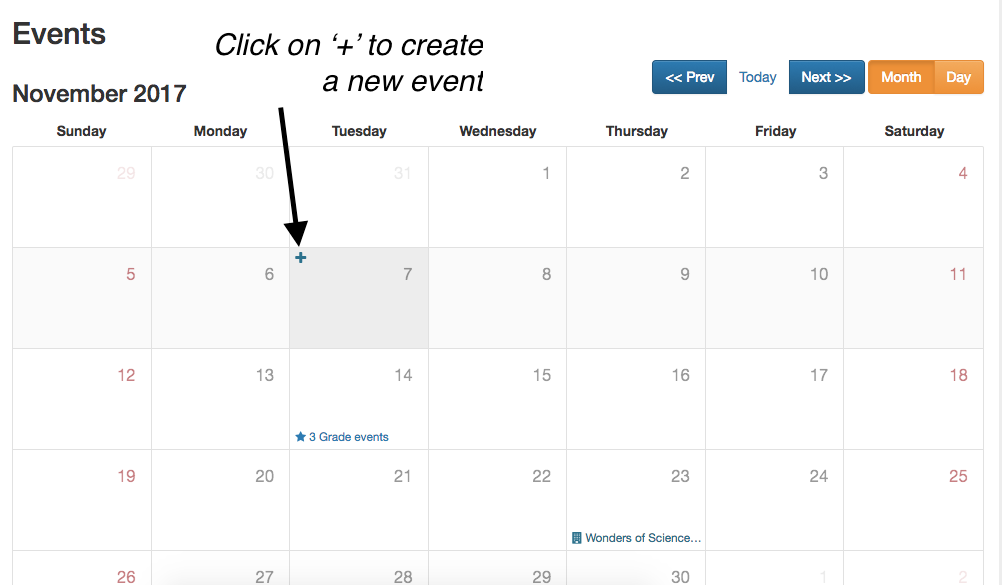 Events
Click on ‘+’ to create
a new event
<< Prev Today Next >> Month Day
November 2017
Sunday Monday Tuesday Wednesday Thursday Friday Saturday
29 30 31 1 2 3 4
+
5 6 7 8 9 10 11
12 13 14 15 16 17 18
3 Grade events
19 20 21 22 23 24 25
Wonders of Science...
26 27 28 29 30 1 2